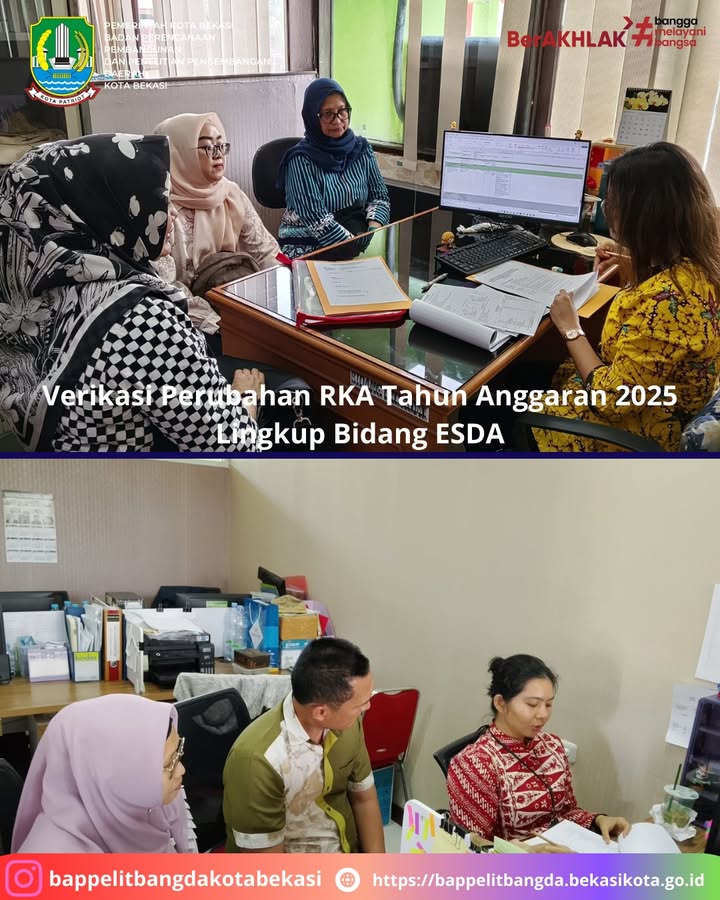 PEMERINTAH KOTA BEKASI
BADAN PERENCANAAN
PEMBANGUNAN
DAN PENELITIAN PENGEMBANGAN
DAERAH
KOTA BEKASI
KOTA PATRIOT
BerAKHLAK
# bangga
melayani
bangsa
Verikasi Perubahan RKA Tahun Anggaran 2025
Lingkup Bidang ESDA
bappelitbangdakotabekasi
https://bappelitbangda.bekasikota.go.id